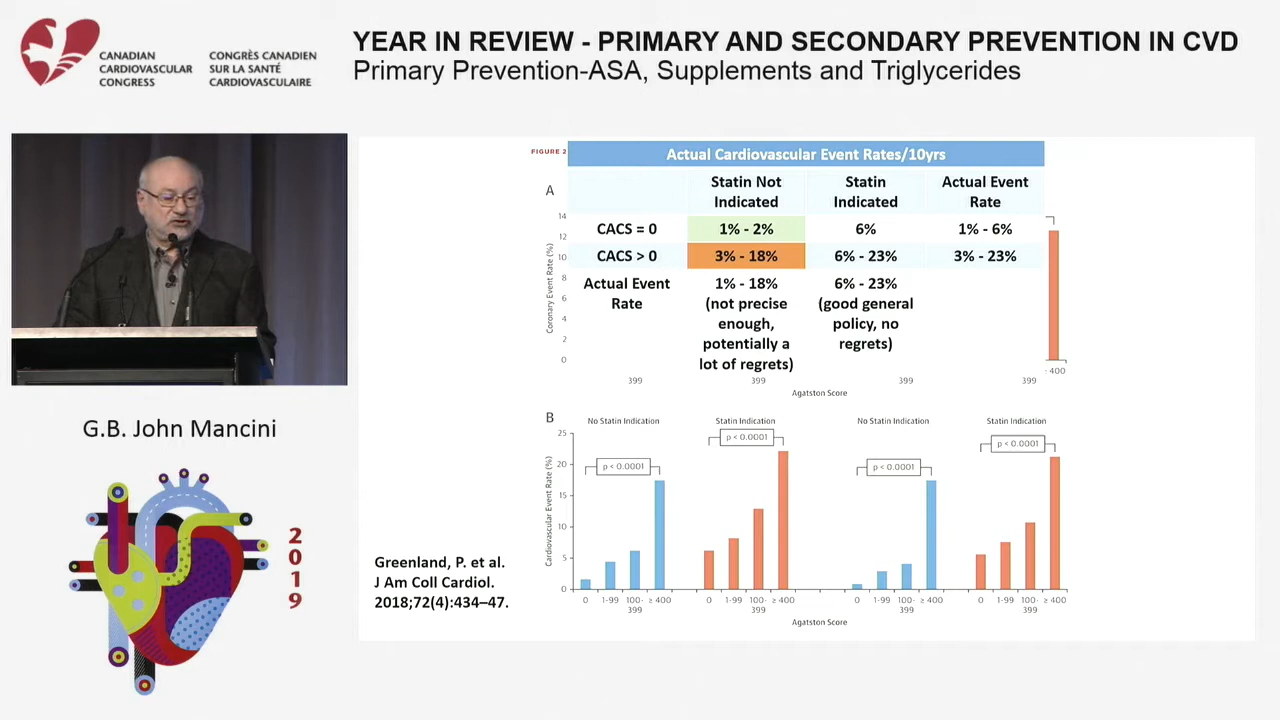 CANADIAN
CARDIOVASCULAR
CONGRESS
CONGRÈS CANADIEN
SUR LA SANTÉ
CARDIOVASCULAIRE
YEAR IN REVIEW - PRIMARY AND SECONDARY PREVENTION IN CVD
Primary Prevention-ASA, Supplements and Triglycerides
G.B. John Mancini
2019
FIGURE 2
Actual Cardiovascular Event Rates/10yrs
Statin Not Indicated
Statin Indicated
Actual Event Rate
CACS = 0 1% - 2% 6% 1% - 6%
CACS > 0 3% - 18% 6% - 23% 3% - 23%
Actual Event Rate
1% - 18%
(not precise
enough,
potentially a
lot of regrets)
6% - 23%
(good general
policy, no
regrets)
A
Coronary Event Rate (%)
14
12
10
8
6
4
2
0
399 399 399 399
400
Agatston Score
B
No Statin Indication Statin Indication No Statin Indication Statin Indication
p < 0.0001 p < 0.0001 p < 0.0001 p < 0.0001
Cardiovascular Event Rate (%)
25
20
15
10
5
0
0 1-99 100- ≥ 400 0 1-99 100- ≥ 400 0 1-99 100- ≥ 400 0 1-99 100- ≥ 400
399 399 399 399
Agatston Score
Greenland, P. et al.
J Am Coll Cardiol.
2018;72(4):434–47.